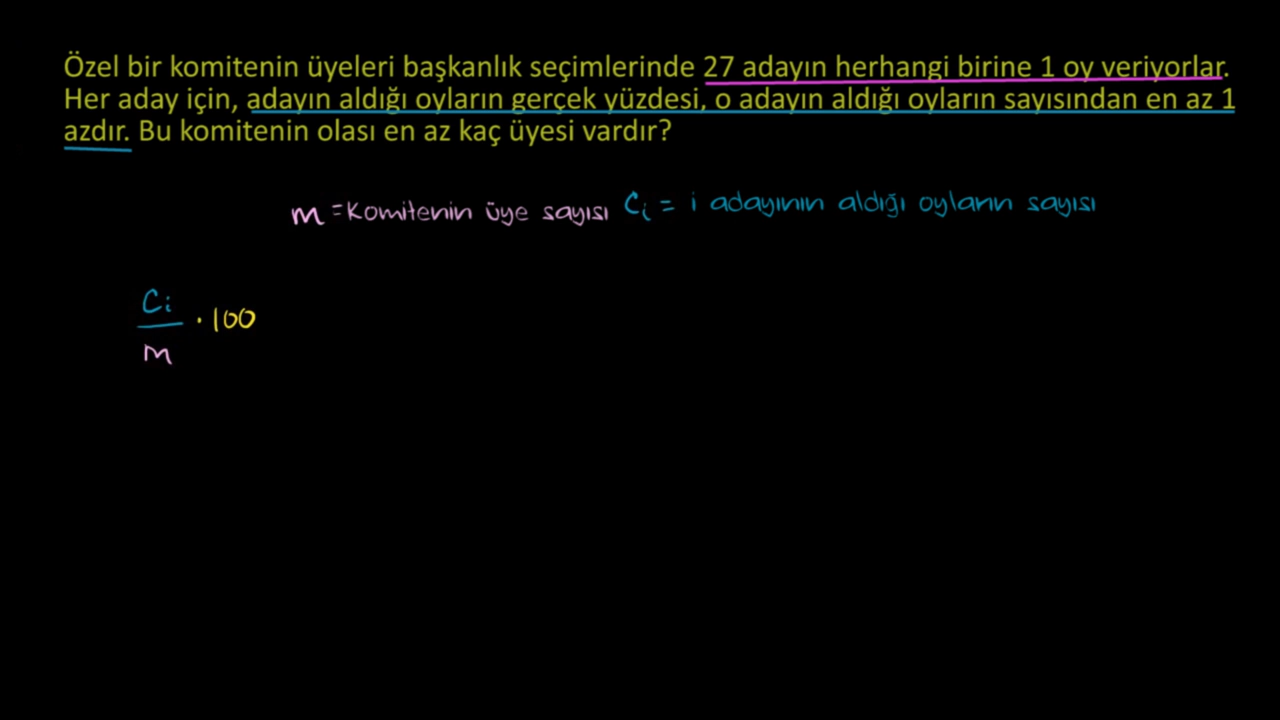 Özel bir komitenin üyeleri başkanlık seçimlerinde 27 adayın herhangi birine 1 oy veriyorlar.
Her aday için, adayın aldığı oyların gerçek yüzdesi, o adayın aldığı oyların sayısından en az 1
azdır. Bu komitenin olası en az kaç üyesi vardır?
m = Komitenin üye sayısı Ci = i adayının aldığı oyların sayısı
Ci
· 100
m